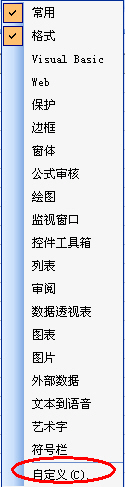 常用
格式
Visual Basic
Web
保护
边框
窗体
公式审核
绘图
监视窗口
控件工具箱
列表
审阅
数据透视表
图表
图片
外部数据
文本到语音
艺术字
符号栏
自定义(C)